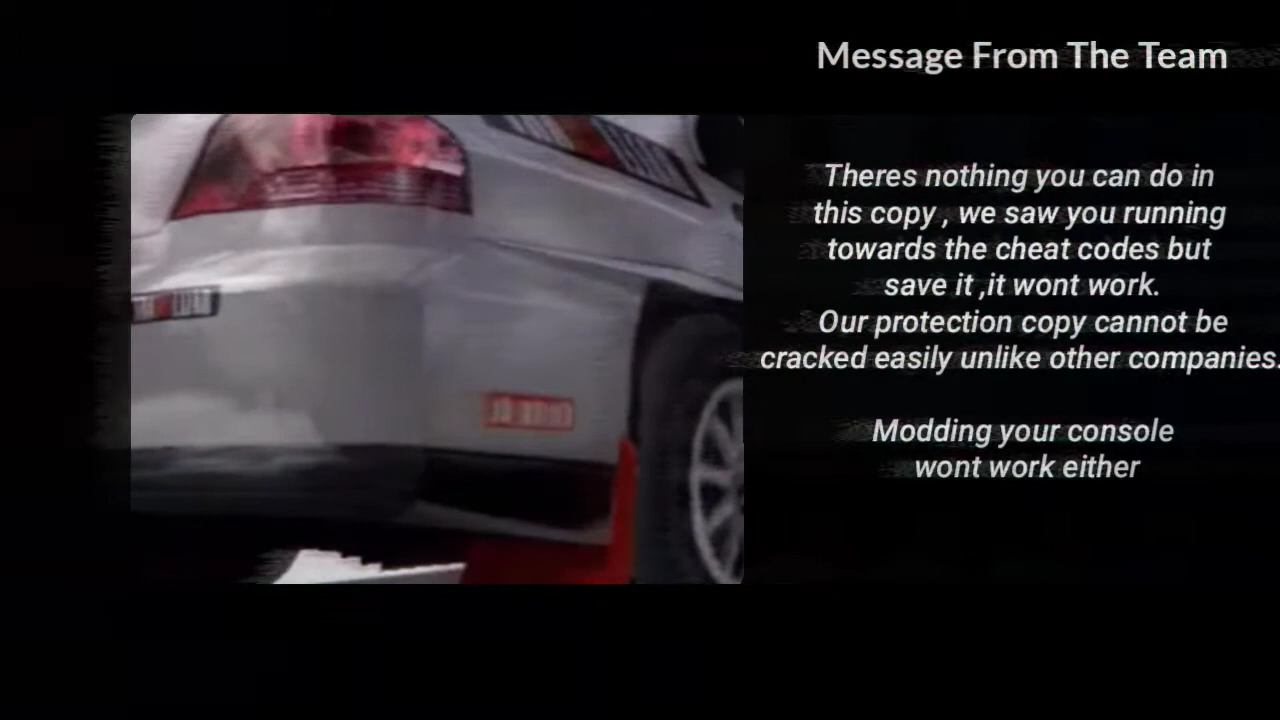 Message From The Team
Theres nothing you can do in
this copy , we saw you running
towards the cheat codes but
save it ,it wont work.
Our protection copy cannot be
cracked easily unlike other companies.
Modding your console
wont work either